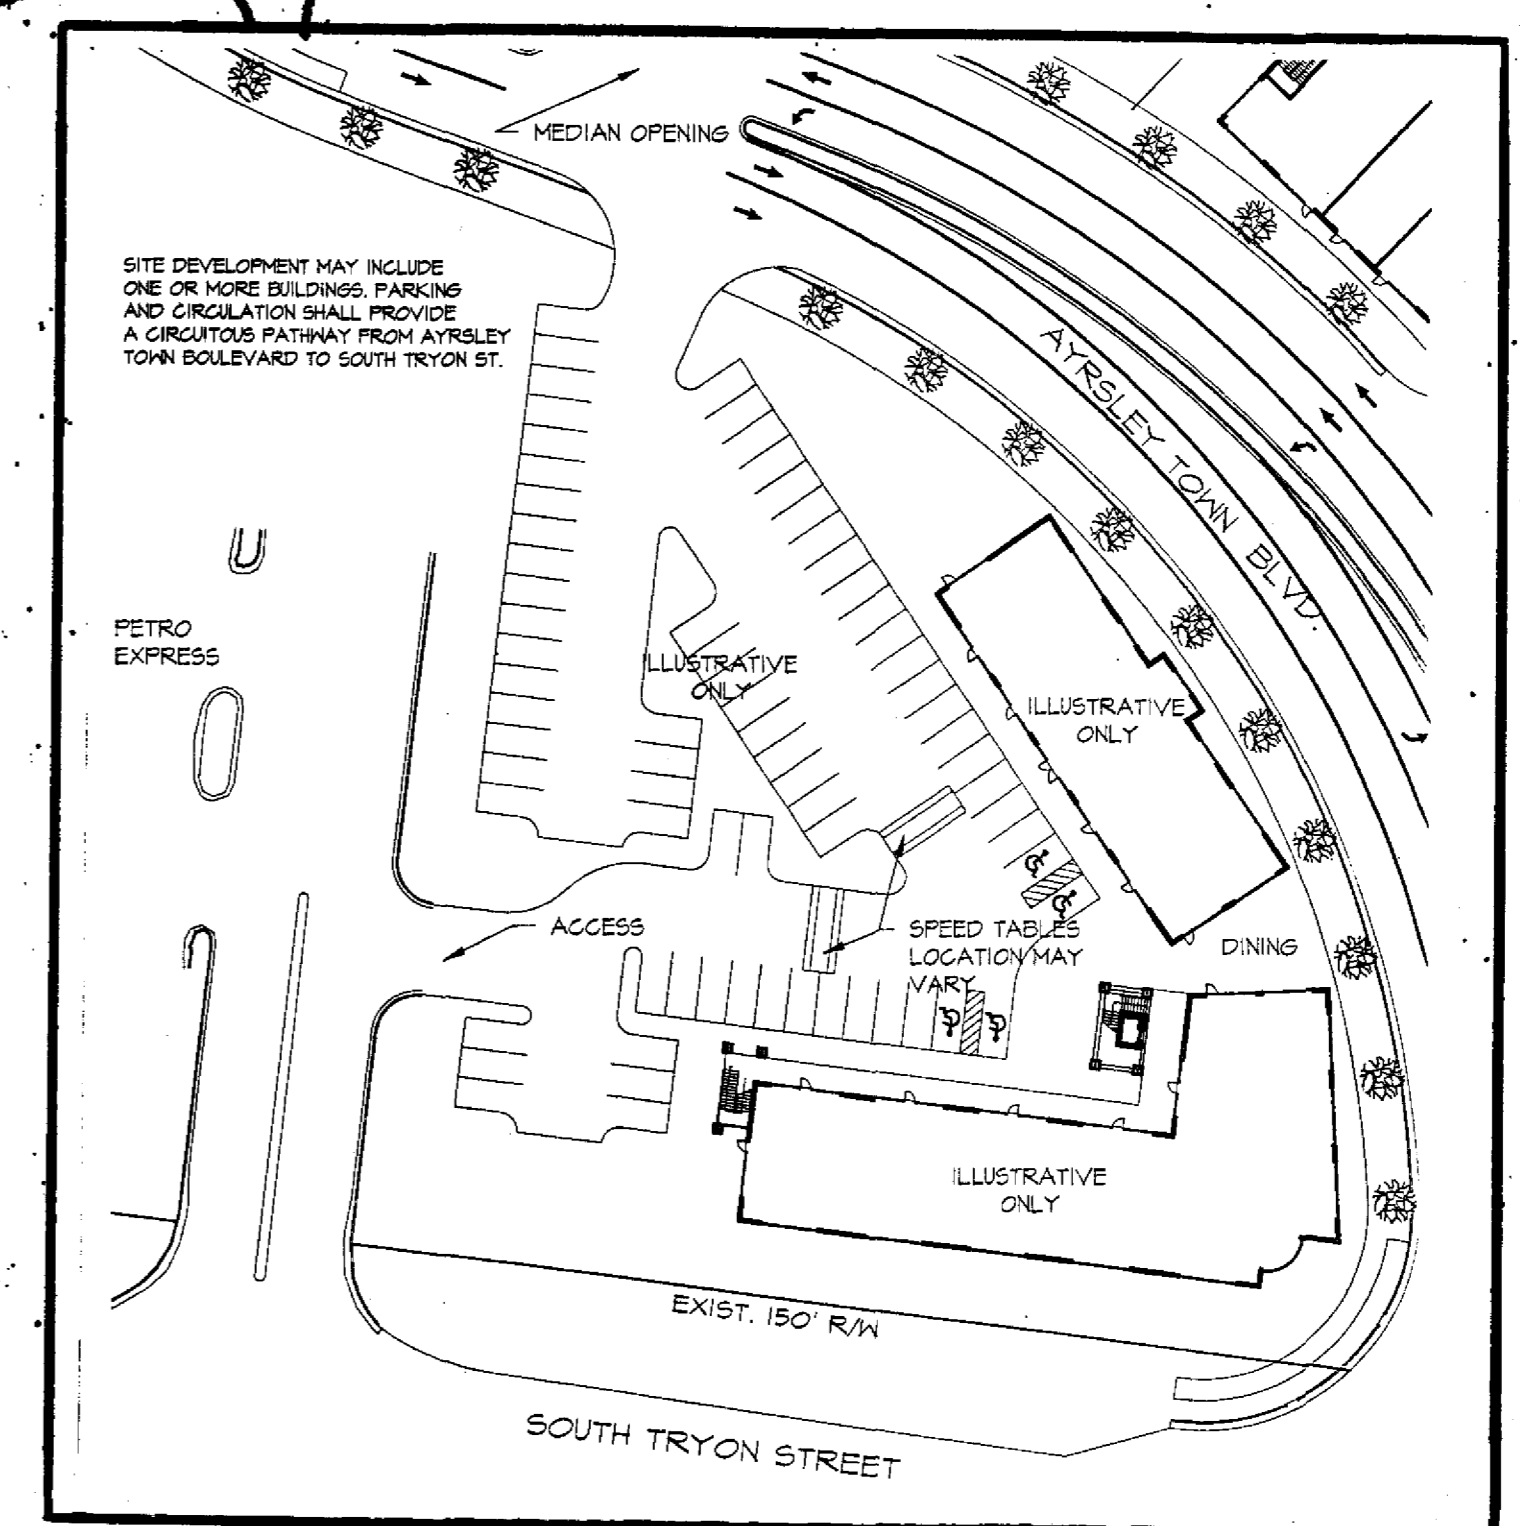 MEDIAN OPENING
SITE DEVELOPMENT MAY INCLUDE
ONE OR MORE BUILDINGS. PARKING
AND CIRCULATION SHALL PROVIDE
A CIRCUITOUS PATHWAY FROM AYRSLEY
TOWN BOULEVARD TO SOUTH TRYON ST.
AYRSLEY TOWN BLVD.
PETRO
EXPRESS
ILLUSTRATIVE
ONLY
ILLUSTRATIVE
ONLY
ACCESS
SPEED TABLES
LOCATION MAY
VARY
DINING
ILLUSTRATIVE
ONLY
EXIST. 150' R/W
SOUTH TRYON STREET